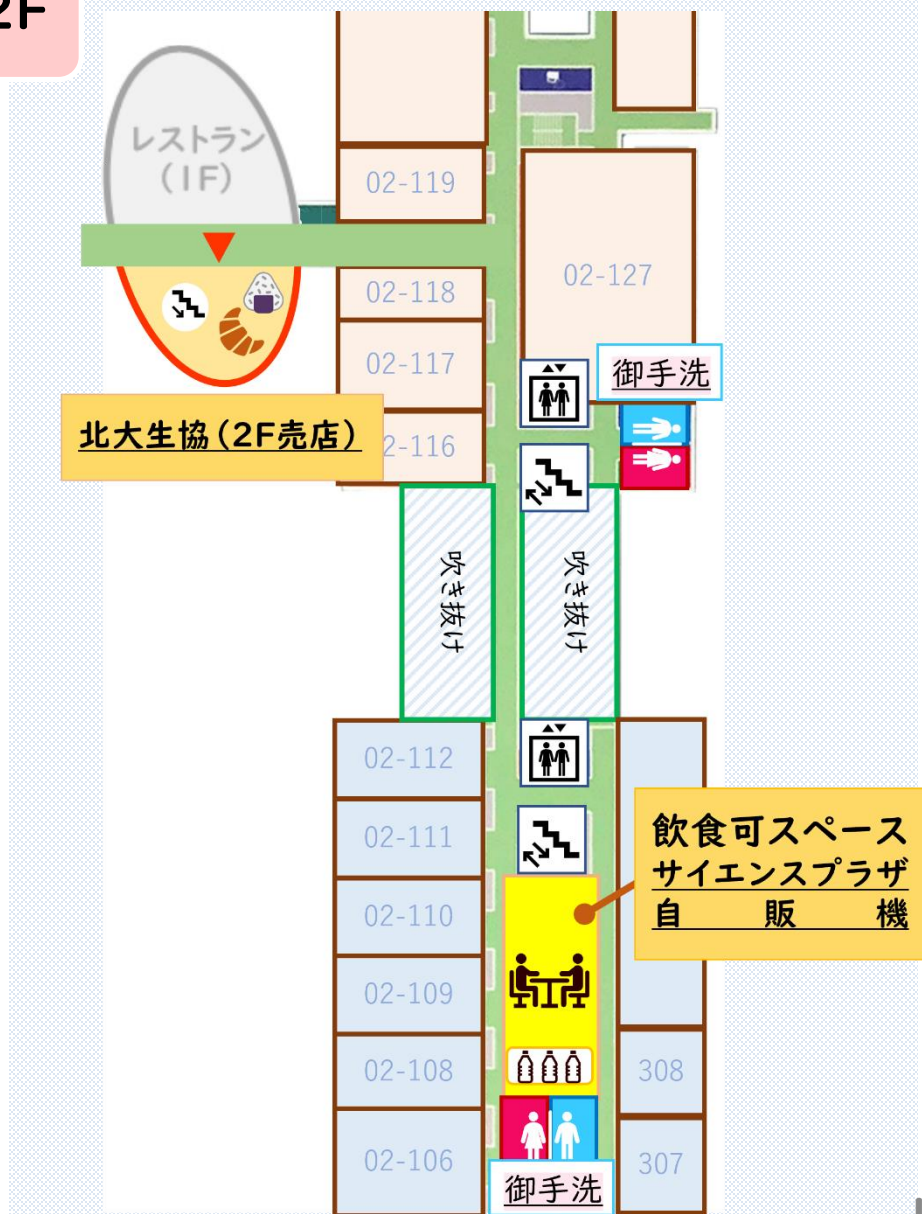 2F
レストラン
(1F)
02-119
02-127
02-118
02-117
御手洗
北大生協(2F売店)
2-116
吹き抜け
吹き抜け
02-112
02-111
飲食可スペース
サイエンスプラザ
自販機
02-110
02-109
02-108
308
02-106
307
御手洗